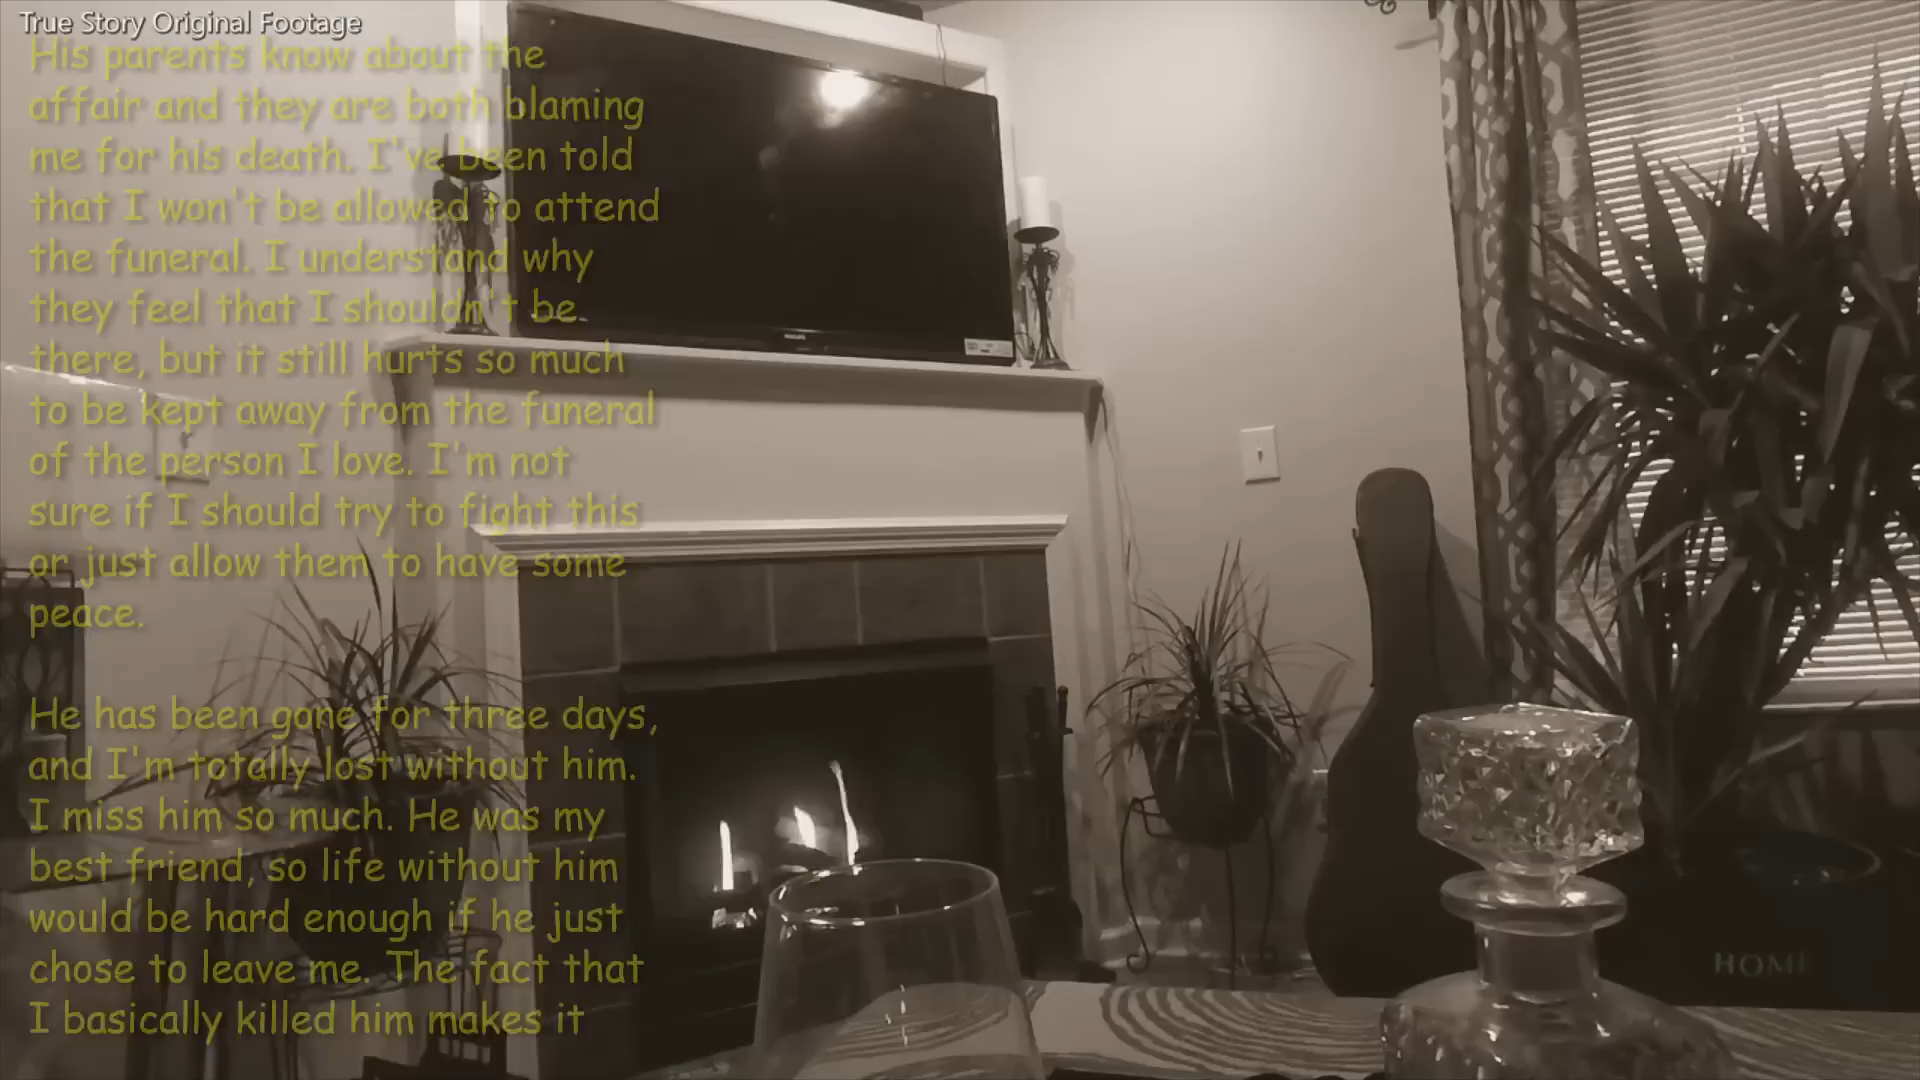 True Story Original Footage
His parents know about the
affair and they are both blaming
me for his death. I've been told
that I won't be allowed to attend
the funeral. I understand why
they feel that I shouldn't be
there, but it still hurts so much
to be kept away from the funeral
of the person I love. I'm not
sure if I should try to fight this
or just allow them to have some
peace.
He has been gone for three days,
and I'm totally lost without him.
I miss him so much. He was my
best friend, so life without him
would be hard enough if he just
chose to leave me. The fact that
I basically killed him makes it
PHILIPS
HOME